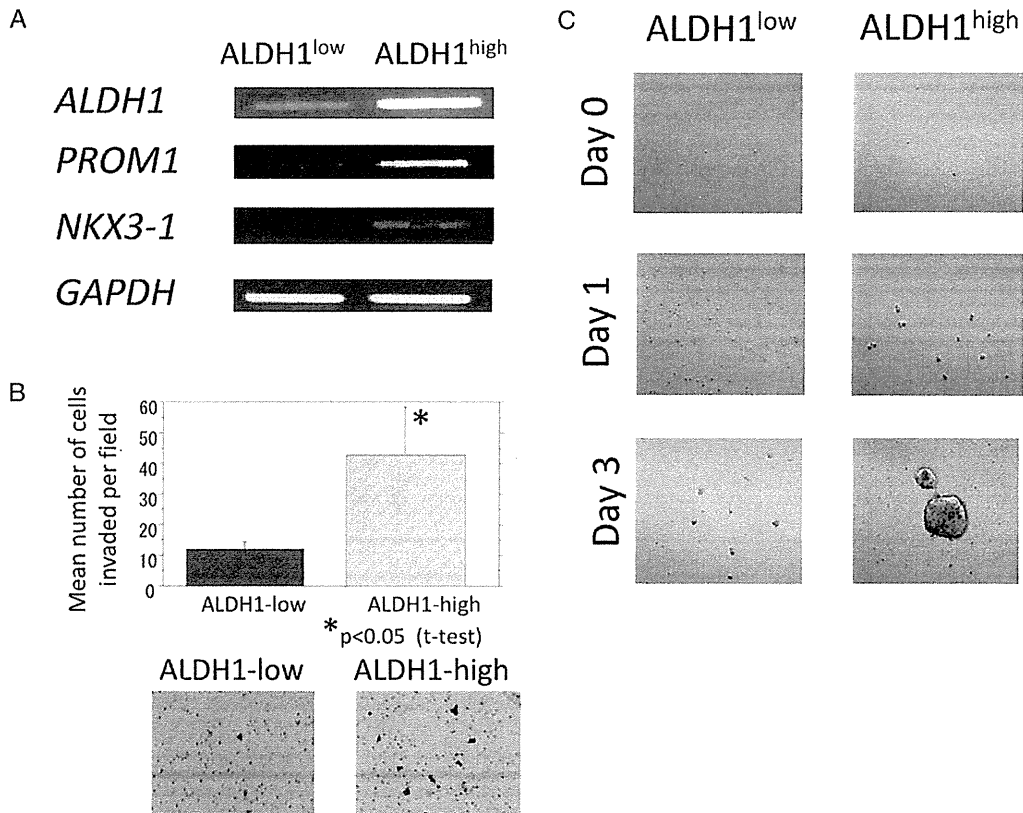 A
ALDH1low ALDH1high
ALDH1
PROM1
NKX3-1
GAPDH
B
Mean number of cells
invaded per field
60
50
40
30
20
10
0
ALDH1-low ALDH1-high
*
*p<0.05 (t-test)
ALDH1-low ALDH1-high
C
ALDH1low ALDH1high
Day 0
Day 1
Day 3